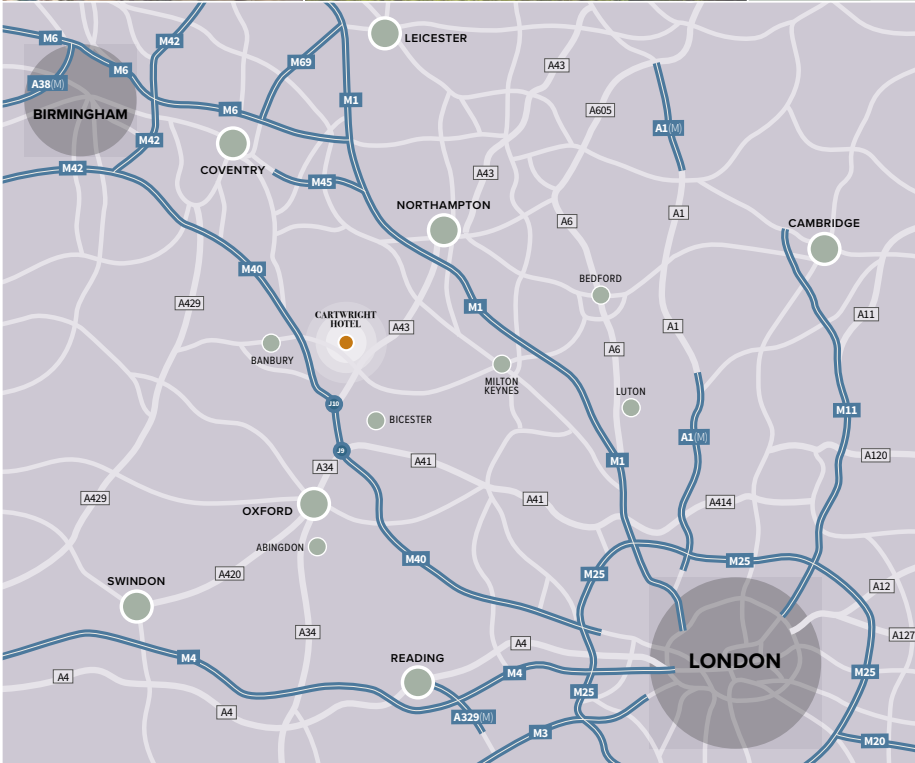 LEICESTER
M6
M42
M69
A43
M6
A38(M)
M1
A605
M6
BIRMINGHAM
A1(M)
M42
COVENTRY
M42
M45
A43
NORTHAMPTON
A1
A6
CAMBRIDGE
M40
BEDFORD
A429
M1
CARTWRIGHT
HOTEL
A43
A11
A1
BANBURY
A6
MILTON
KEYNES
LUTON
J10
M11
BICESTER
A1(M)
J9
A34
A41
M1
A120
A429
A41
A414
OXFORD
ABINGDON
M40
M25
M25
A420
SWINDON
A12
A34
A127
A4
M4
READING
LONDON
A4
M4
M25
M25
A4
A329(M)
M3
M20